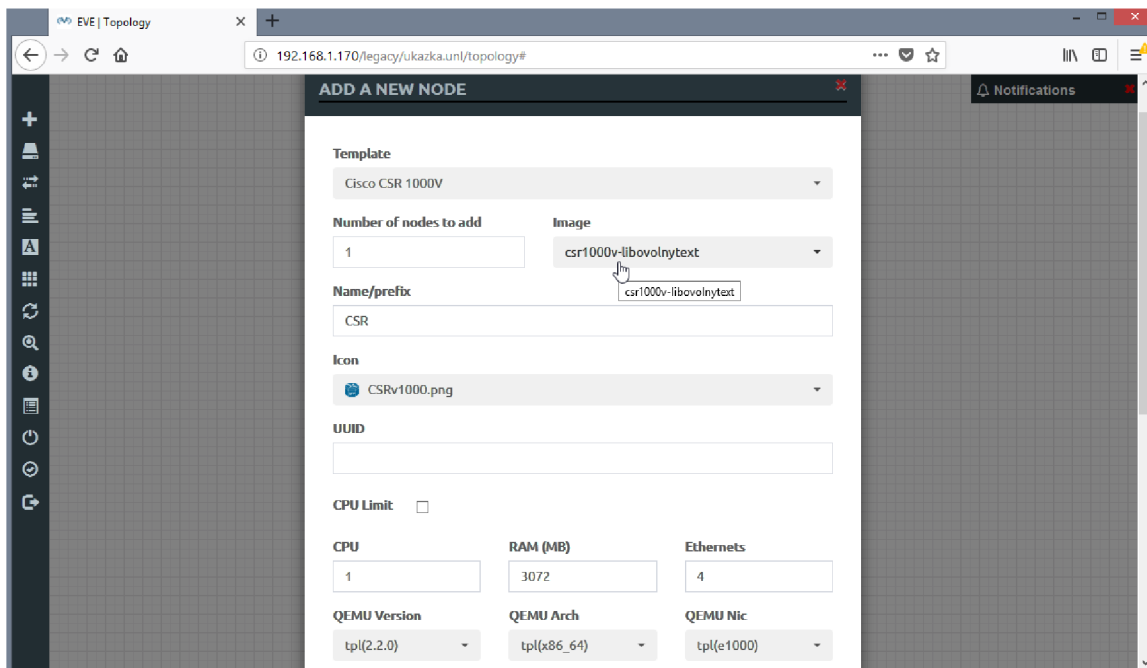 EVE | Topology
192.168.1.170/legacy/ukazka.unl/topology#
ADD A NEW NODE
Notifications
Template
Cisco CSR 1000V
Number of nodes to add Image
1 csr1000v-libovolnytext
csr1000v-libovolnytext
Name/prefix
CSR
Icon
CSRv1000.png
UUID
CPU Limit
CPU RAM (MB) Ethernets
1 3072 4
QEMU Version QEMU Arch QEMU Nic
tpl(2.2.0) tpl(x86_64) tpl(e1000)